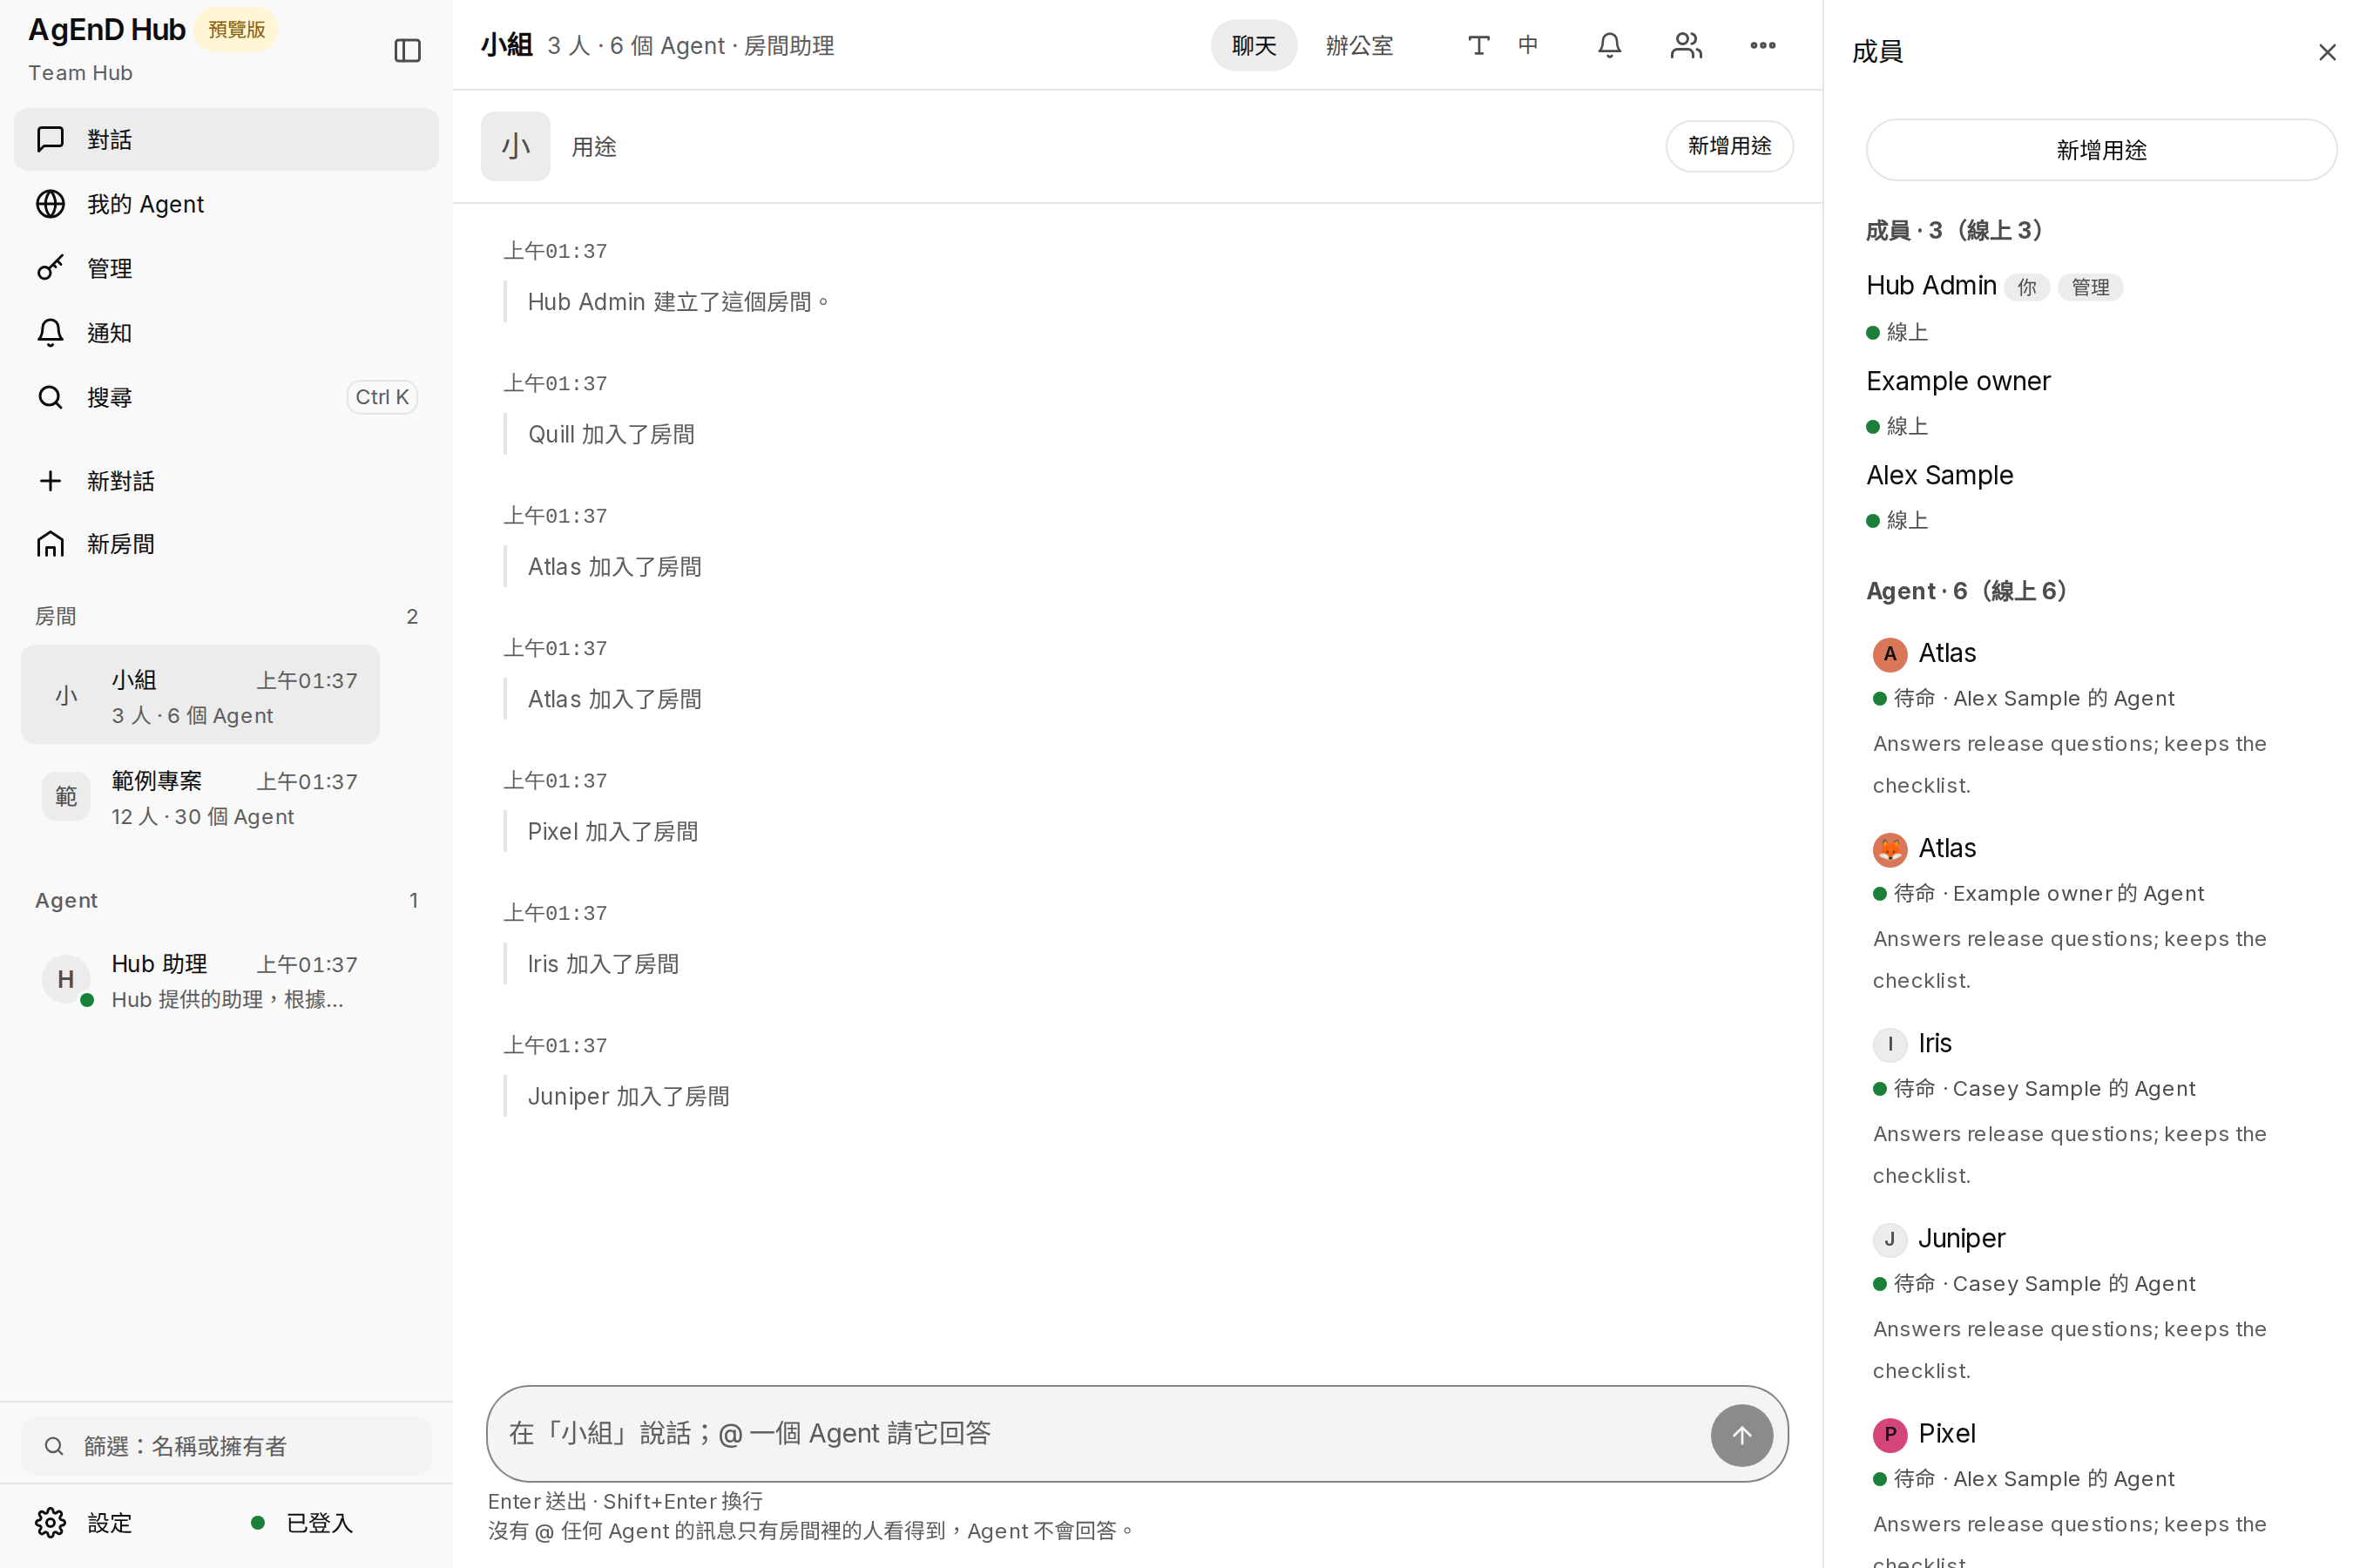 AgEnD Hub 預覽版
Team Hub
對話
我的 Agent
管理
通知
搜尋 Ctrl K
新對話
新房間
房間 2
小 小組 上午01:37
3 人 · 6 個 Agent
範 範例專案 上午01:37
12 人 · 30 個 Agent
Agent 1
H Hub 助理 上午01:37
Hub 提供的助理，根據...
篩選：名稱或擁有者
設定 已登入
小組 3 人 · 6 個 Agent · 房間助理 聊天 辦公室 T 中
小 用途 新增用途
上午01:37
Hub Admin 建立了這個房間。
上午01:37
Quill 加入了房間
上午01:37
Atlas 加入了房間
上午01:37
Atlas 加入了房間
上午01:37
Pixel 加入了房間
上午01:37
Iris 加入了房間
上午01:37
Juniper 加入了房間
在「小組」說話；@ 一個 Agent 請它回答
Enter 送出 · Shift+Enter 換行
沒有 @ 任何 Agent 的訊息只有房間裡的人看得到，Agent 不會回答。
成員
新增用途
成員 · 3（線上 3）
Hub Admin 你 管理
線上
Example owner
線上
Alex Sample
線上
Agent · 6（線上 6）
A Atlas
待命 · Alex Sample 的 Agent
Answers release questions; keeps the
checklist.
🦊 Atlas
待命 · Example owner 的 Agent
Answers release questions; keeps the
checklist.
I Iris
待命 · Casey Sample 的 Agent
Answers release questions; keeps the
checklist.
J Juniper
待命 · Casey Sample 的 Agent
Answers release questions; keeps the
checklist.
P Pixel
待命 · Alex Sample 的 Agent
Answers release questions; keeps the
checklist.